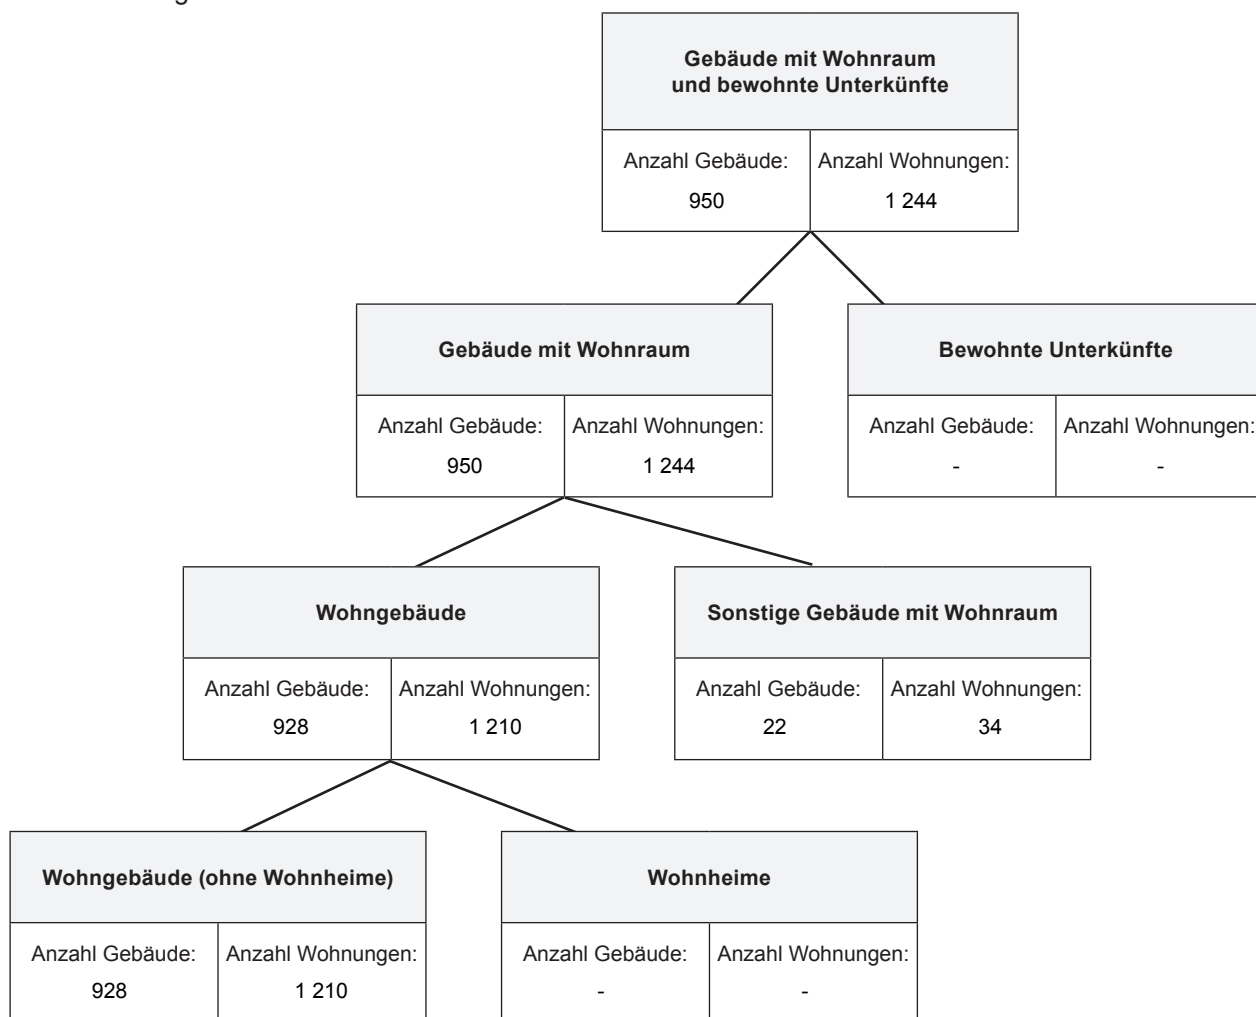 Gebäude mit Wohnraum
und bewohnte Unterkünfte
Anzahl Gebäude: Anzahl Wohnungen:
950 1 244
Gebäude mit Wohnraum
Anzahl Gebäude: Anzahl Wohnungen:
950 1 244
Bewohnte Unterkünfte
Anzahl Gebäude: Anzahl Wohnungen:
- -
Wohngebäude
Anzahl Gebäude: Anzahl Wohnungen:
928 1 210
Sonstige Gebäude mit Wohnraum
Anzahl Gebäude: Anzahl Wohnungen:
22 34
Wohngebäude (ohne Wohnheime)
Anzahl Gebäude: Anzahl Wohnungen:
928 1 210
Wohnheime
Anzahl Gebäude: Anzahl Wohnungen:
- -